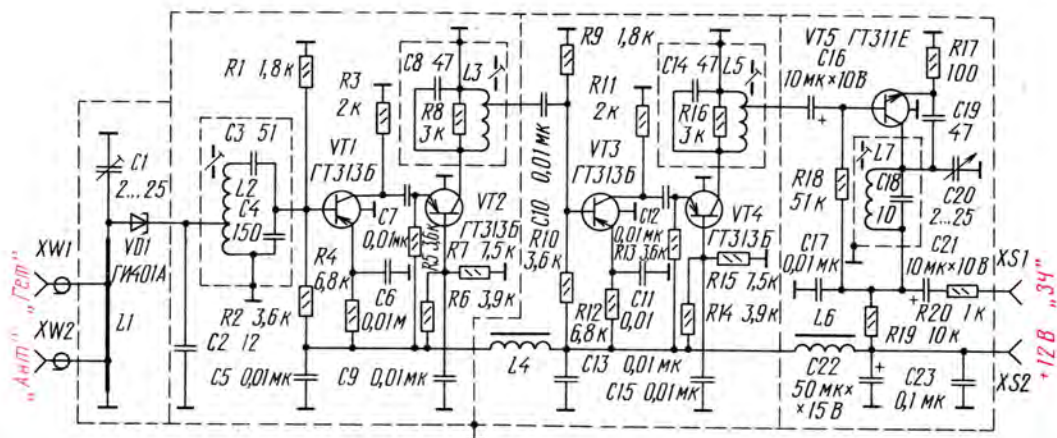 „Ант" „Гет"
XW1
XW2
L1
C1
2...25
VD1
ГИ401А
C2 12
C3 51
L2
C4
150
R1 1,8к
R2 3,6к
R3
2к
R4
6,8к
C5 0,01мк
VT1
ГТ313Б
C6
0,01м
C7
0,01мк
R5 36к
C8 47
L3
R8
3к
VT2
ГТ313Б
R7 7,5к
R6 3,9к
C9 0,01мк
L4
R9 1,8к
C10 0,01 мк
R10
3,6к
R11
2к
VT3
ГТ313Б
C12
0,01мк
R13 36к
C11
0,01
R12
6,8к
C13 0,01 мк
C14 47
L5
R16
3к
VT4
ГТ313Б
R15 7,5к
R14 3,9к
C15 0,01мк
VT5 ГТ311Е
C16
10мк×10В
R17
100
C19
47
R18
51к
L7
C18
10
C20
2...25
C17
0,01мк
C21
10мк×10В
XS1
R20 1к
L6
R19 10к
C22
50мк×
×15В
C23
0,1мк
XS2
„ЗЧ"
+12В